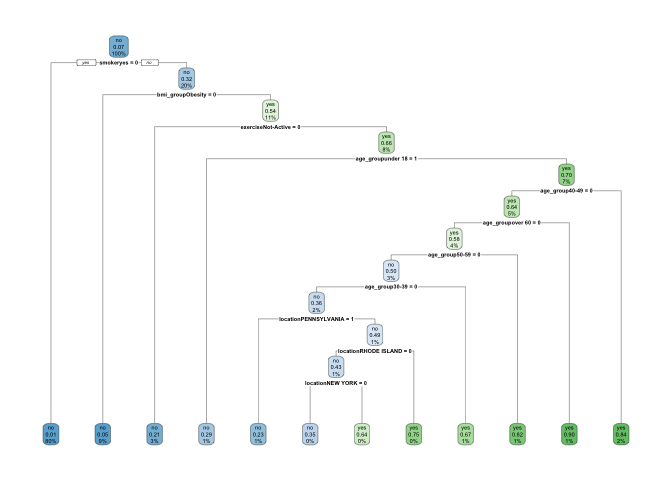 no
0.07
100%
yes
smokeryes = 0
no
no
0.32
20%
bmi_groupObesity = 0
yes
0.54
11%
exerciseNot-Active = 0
yes
0.66
8%
age_groupunder 18 = 1
yes
0.70
7%
age_group40-49 = 0
yes
0.64
5%
age_groupover 60 = 0
yes
0.58
4%
age_group50-59 = 0
no
3%
age_group30-39 = 0
no
0.36
2%
locationPENNSYLVANIA = 1
no
0.49
1%
locationRHODE ISLAND = 0
no
0.43
1%
locationNEW YORK = 0
no
0.01
80%
no
0.05
9%
no
0.21
3%
no
0.29
1%
no
0.23
1%
no
0.35
0%
yes
0.64
0%
yes
0.75
0%
yes
0.67
1%
yes
0.82
1%
yes
0.90
1%
yes
0.84
2%